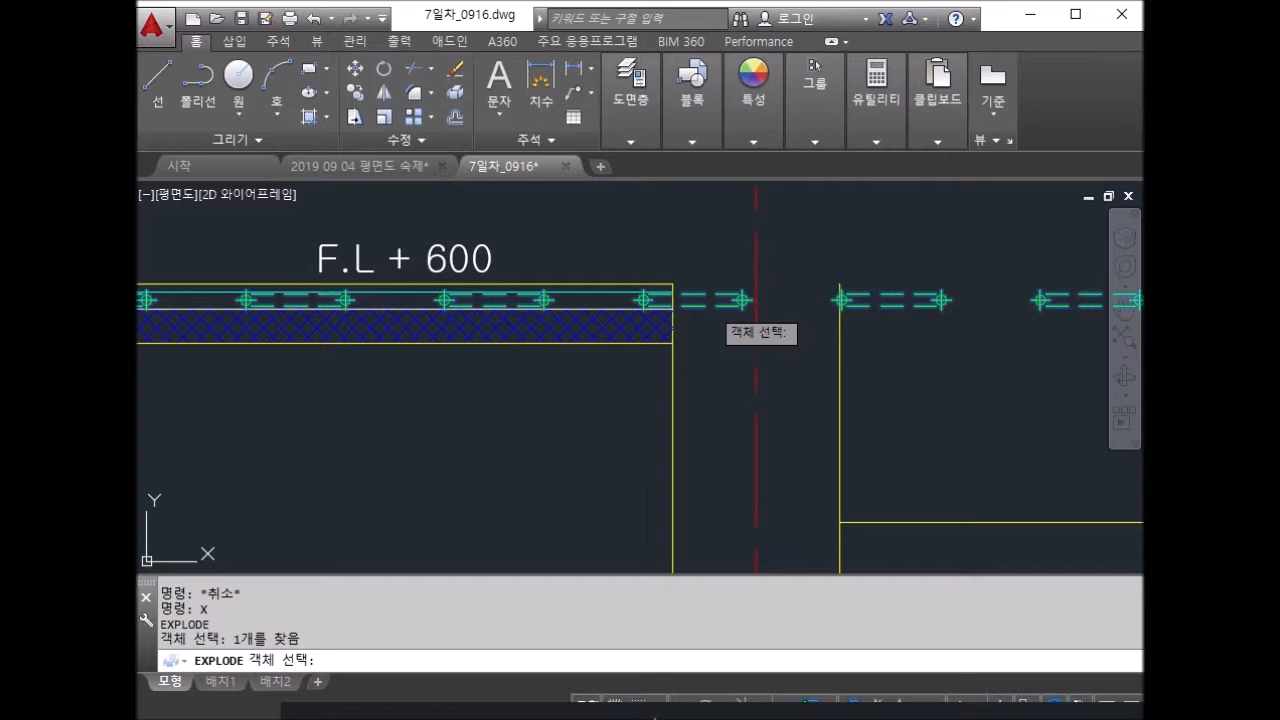 7일차_0916.dwg
키워드 또는 구절 입력
로그인
홈 삽입 주석 뷰 관리 출력 애드인 A360 주요 응용프로그램 BIM 360 Performance
선 폴리선 원 호 문자 치수 도면층 블록 특성 그룹 유틸리티 클립보드 기준
그리기 수정 주석 뷰
시작 2019 09 04 평면도 숙제* 7일차_0916*
[−][평면도][2D 와이어프레임]
F.L + 600
객체 선택:
Y
X
명령: *취소*
명령: X
EXPLODE
객체 선택: 1개를 찾음
EXPLODE 객체 선택:
모형 배치1 배치2 +